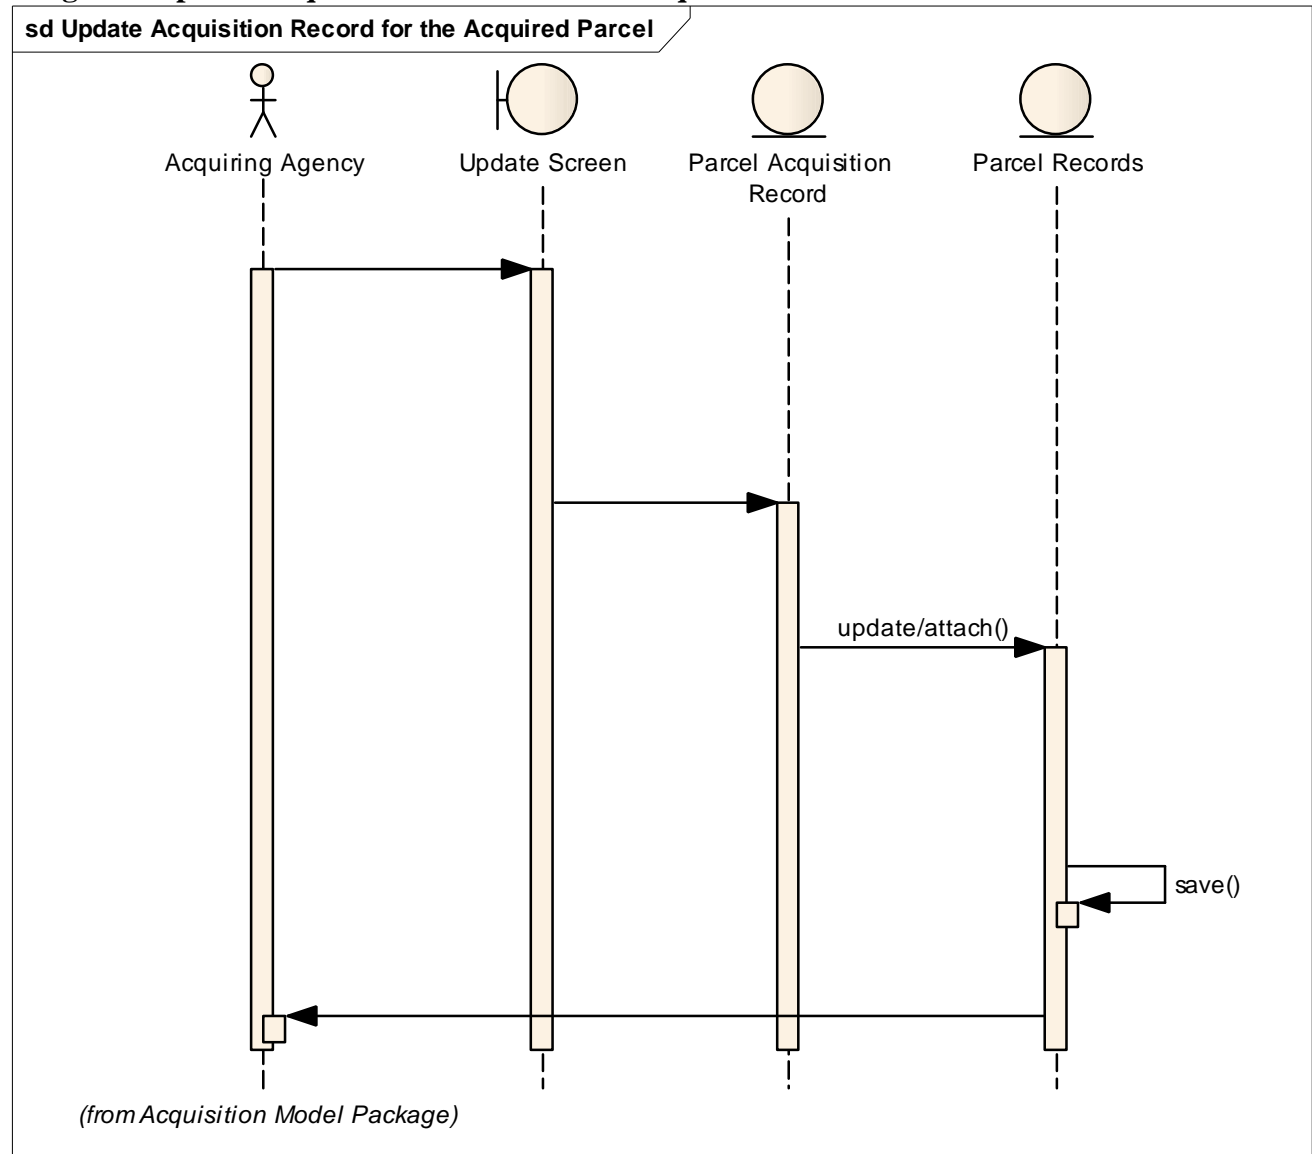 sd Update Acquisition Record for the Acquired Parcel
Acquiring Agency
Update Screen
Parcel Acquisition
Record
Parcel Records
update/attach()
save()
(from Acquisition Model Package)